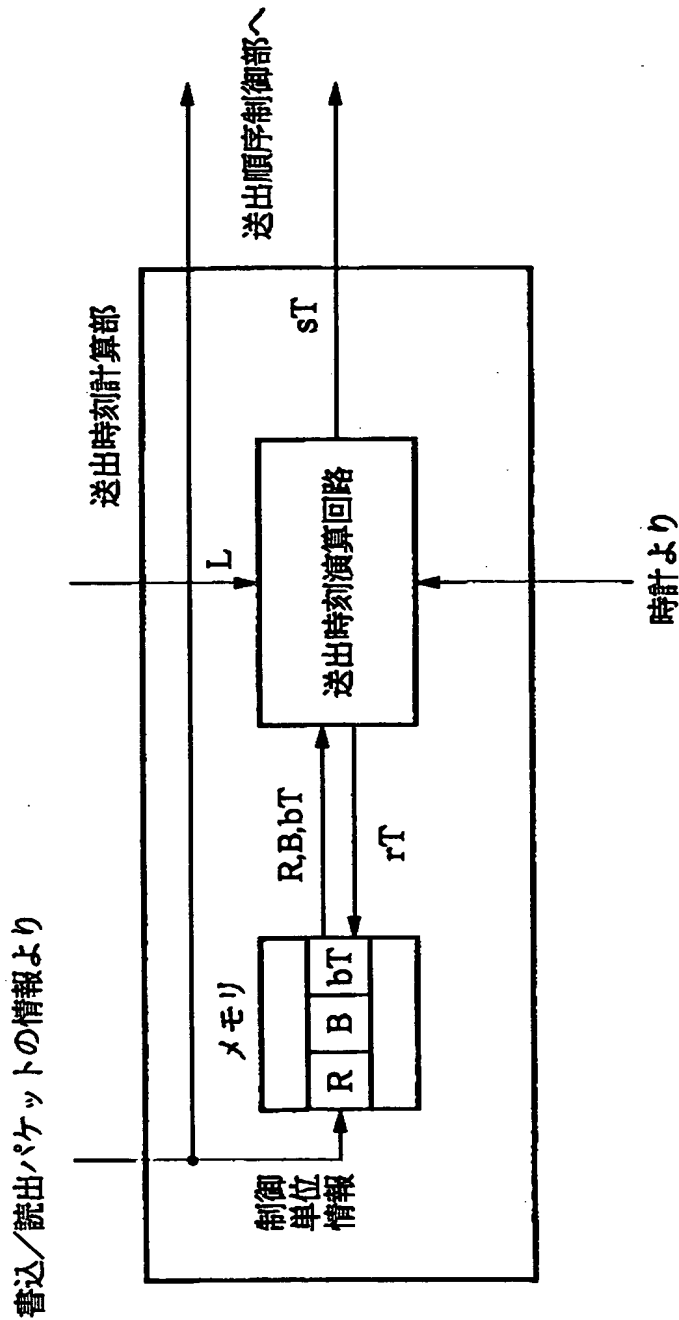 書込/読出パケットの情報より
送出時刻計算部
送出順序制御部へ
メモリ
R
B
bT
R,B,bT
rT
L
送出時刻演算回路
sT
制御
単位
情報
時計より